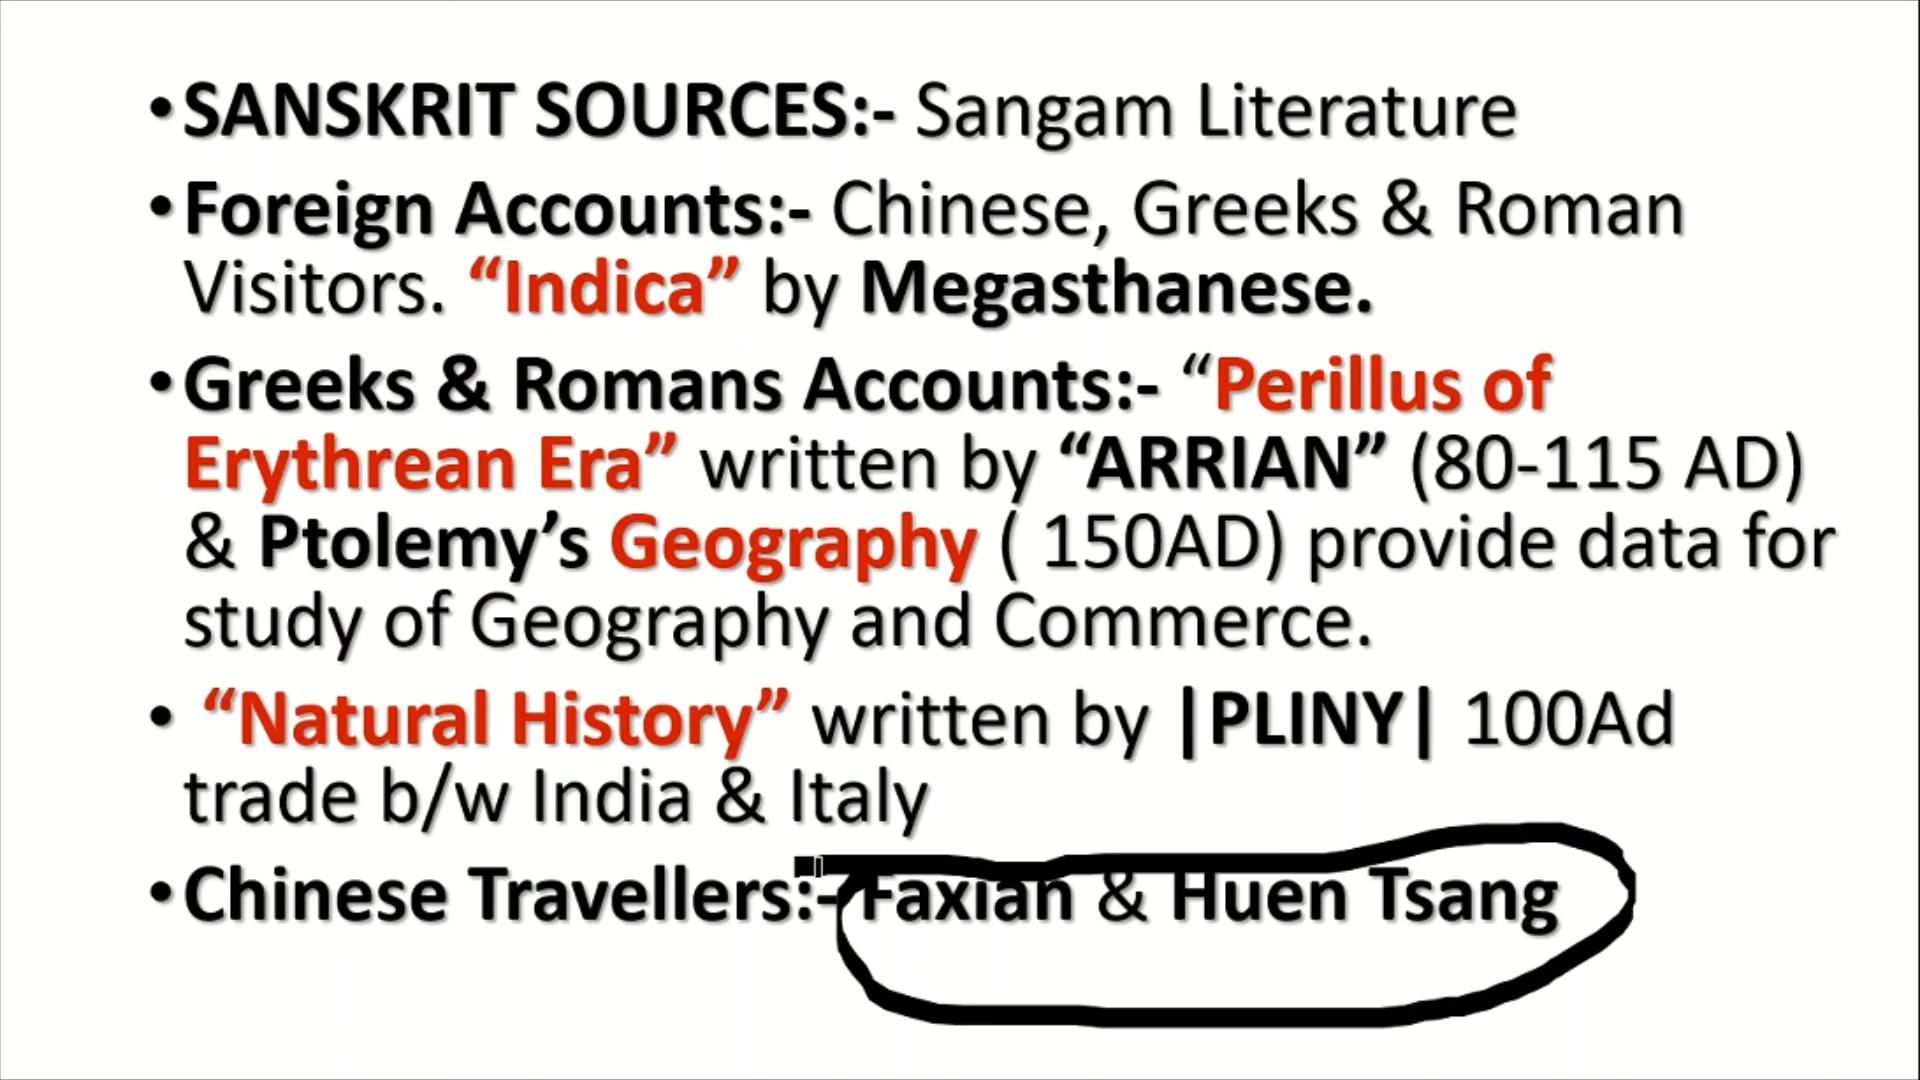 •SANSKRIT SOURCES:- Sangam Literature
•Foreign Accounts:- Chinese, Greeks & Roman
Visitors. “Indica” by Megasthanese.
•Greeks & Romans Accounts:- “Perillus of
Erythrean Era” written by “ARRIAN” (80-115 AD)
& Ptolemy’s Geography ( 150AD) provide data for
study of Geography and Commerce.
• “Natural History” written by |PLINY| 100Ad
trade b/w India & Italy
•Chinese Travellers:- Faxian & Huen Tsang